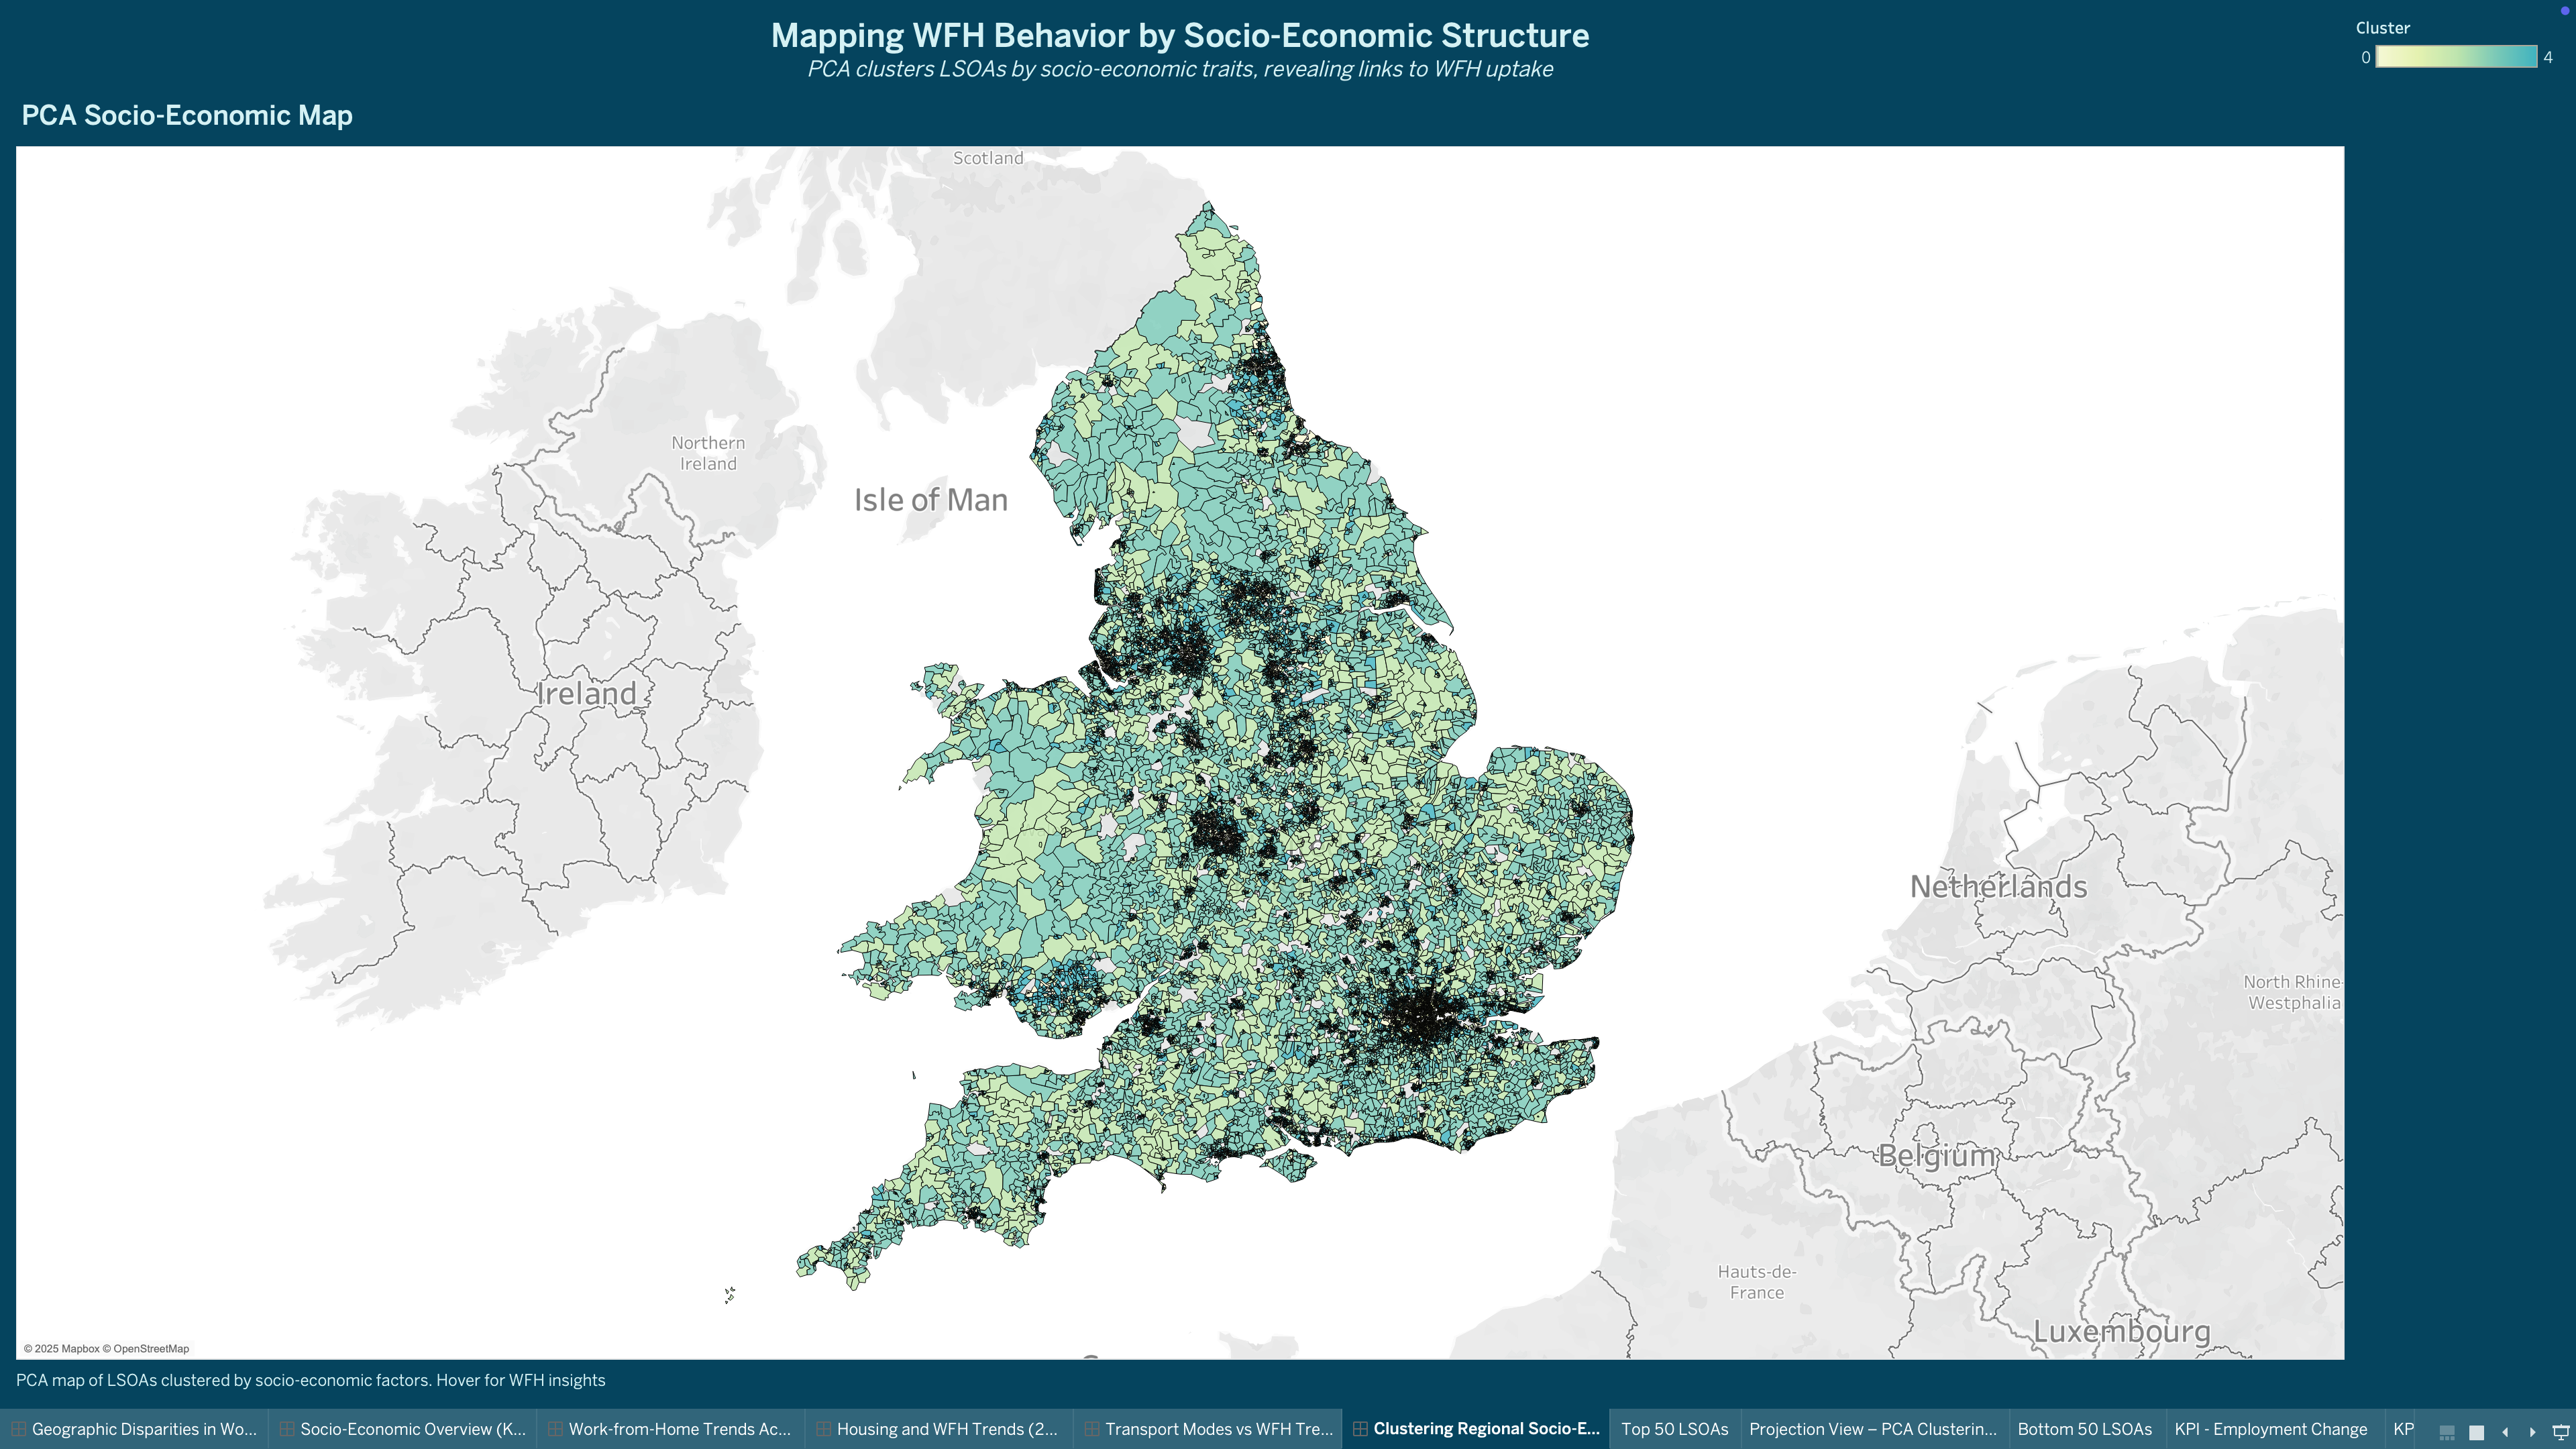 Mapping WFH Behavior by Socio-Economic Structure
PCA clusters LSOAs by socio-economic traits, revealing links to WFH uptake
Cluster
0 4
PCA Socio-Economic Map
Scotland
Northern
Ireland
Isle of Man
Ireland
Netherlands
North Rhine-
Westphalia
Belgium
Hauts-de-
France
Luxembourg
© 2025 Mapbox © OpenStreetMap
PCA map of LSOAs clustered by socio-economic factors. Hover for WFH insights
Geographic Disparities in Wo... Socio-Economic Overview (K... Work-from-Home Trends Ac... Housing and WFH Trends (2... Transport Modes vs WFH Tre... Clustering Regional Socio-E... Top 50 LSOAs Projection View – PCA Clusterin... Bottom 50 LSOAs KPI - Employment Change KP